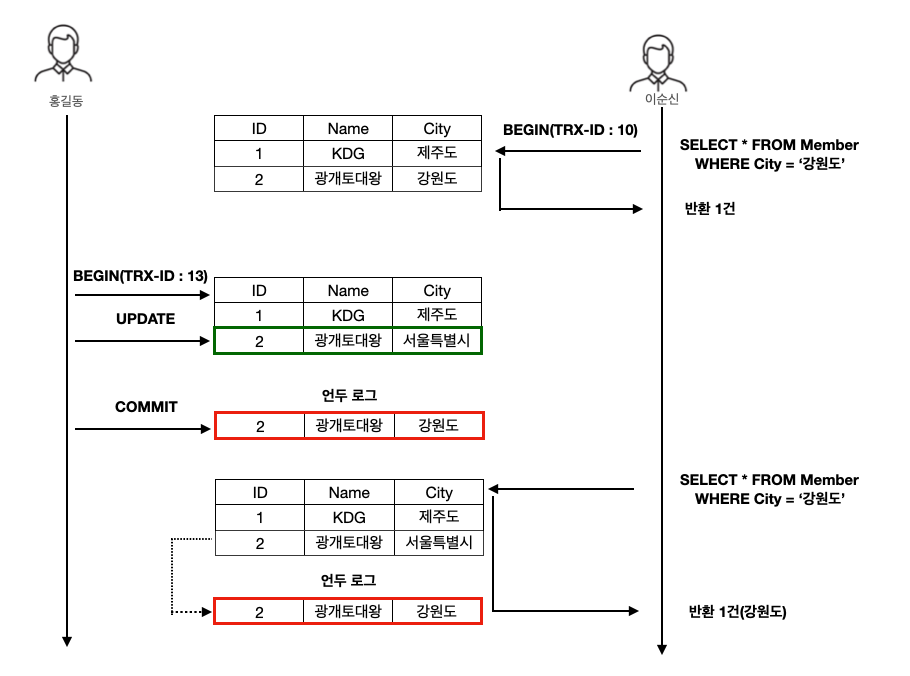 홍길동
이순신
ID Name City
1 KDG 제주도
2 광개토대왕 강원도
BEGIN(TRX-ID : 10)
SELECT * FROM Member
WHERE City = ‘강원도’
반환 1건
BEGIN(TRX-ID : 13)
UPDATE
ID Name City
1 KDG 제주도
2 광개토대왕 서울특별시
언두 로그
COMMIT
2 광개토대왕 강원도
ID Name City
1 KDG 제주도
2 광개토대왕 서울특별시
SELECT * FROM Member
WHERE City = ‘강원도’
언두 로그
2 광개토대왕 강원도
반환 1건(강원도)